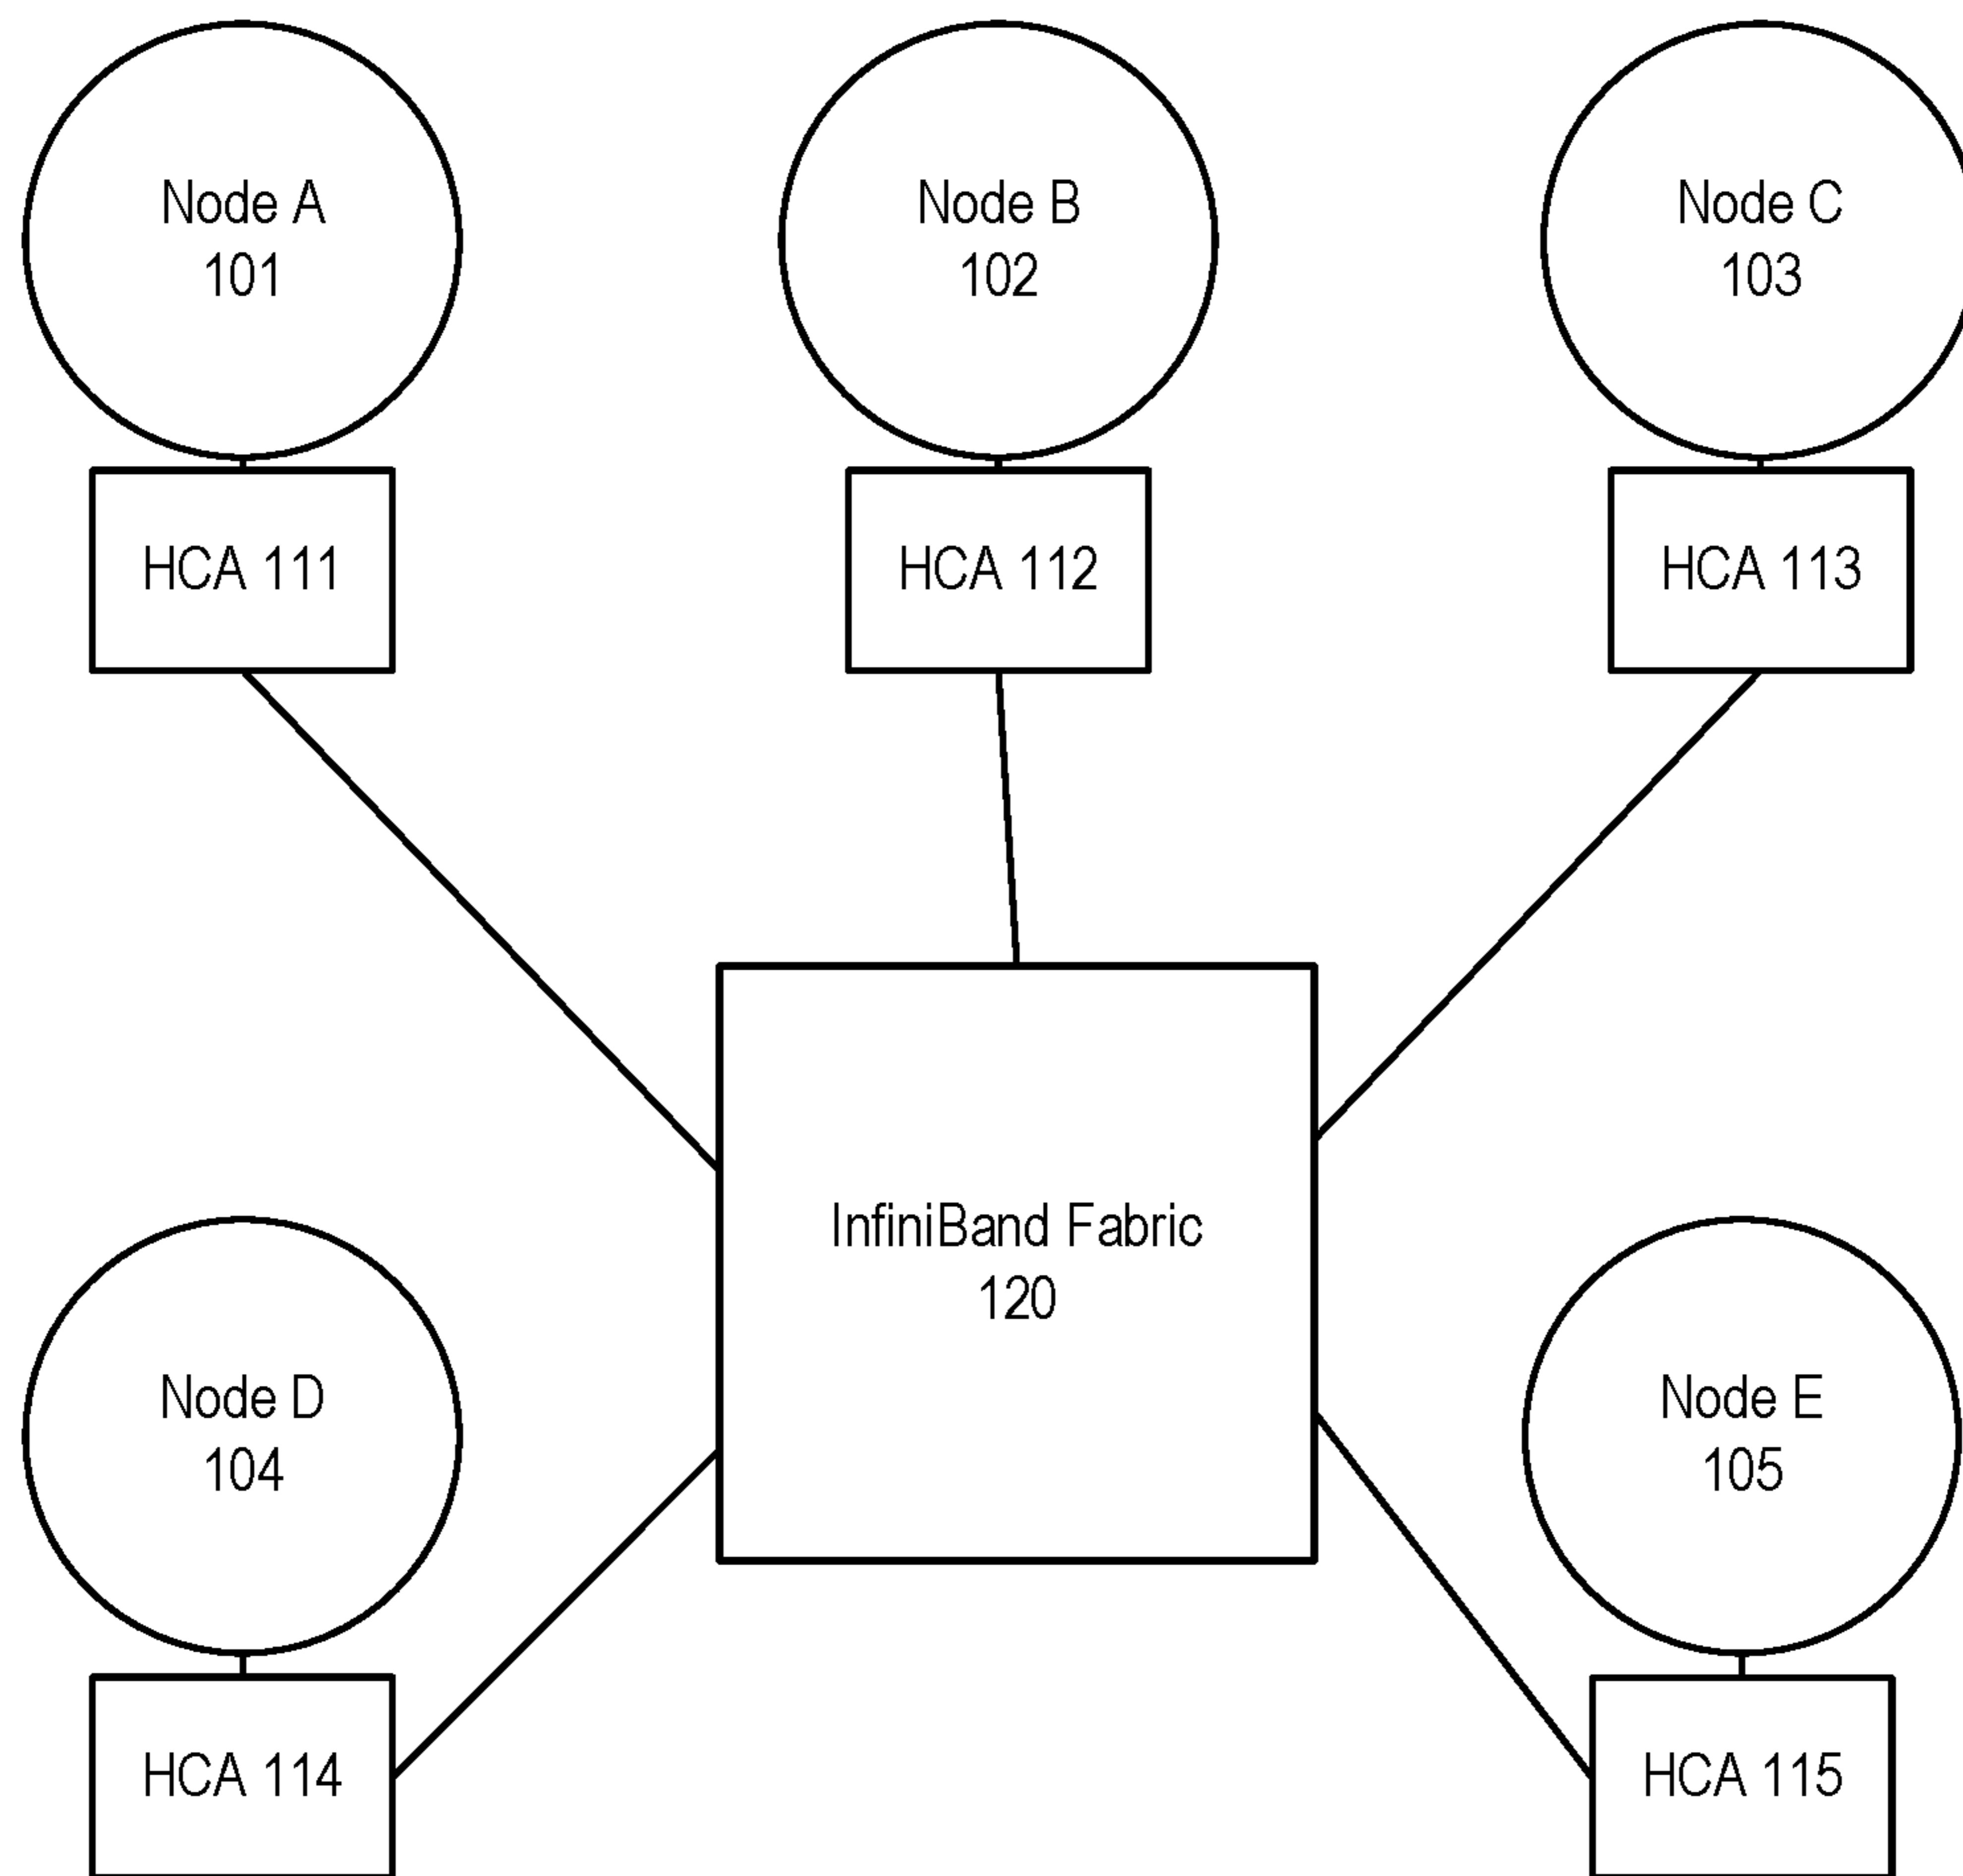 Node A
101
Node B
102
Node C
103
HCA 111
HCA 112
HCA 113
InfiniBand Fabric
120
Node D
104
Node E
105
HCA 114
HCA 115